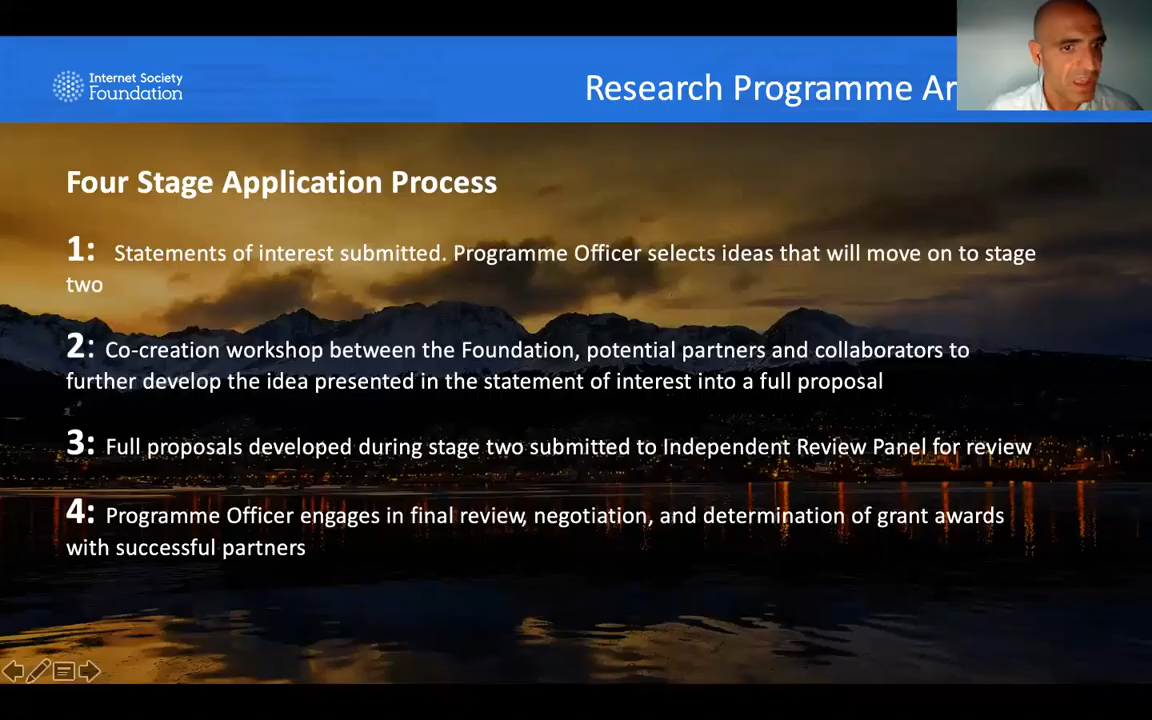 Internet Society
Foundation
Research Programme
Four Stage Application Process
1: Statements of interest submitted. Programme Officer selects ideas that will move on to stage
two
2: Co-creation workshop between the Foundation, potential partners and collaborators to
further develop the idea presented in the statement of interest into a full proposal
3: Full proposals developed during stage two submitted to Independent Review Panel for review
4: Programme Officer engages in final review, negotiation, and determination of grant awards
with successful partners